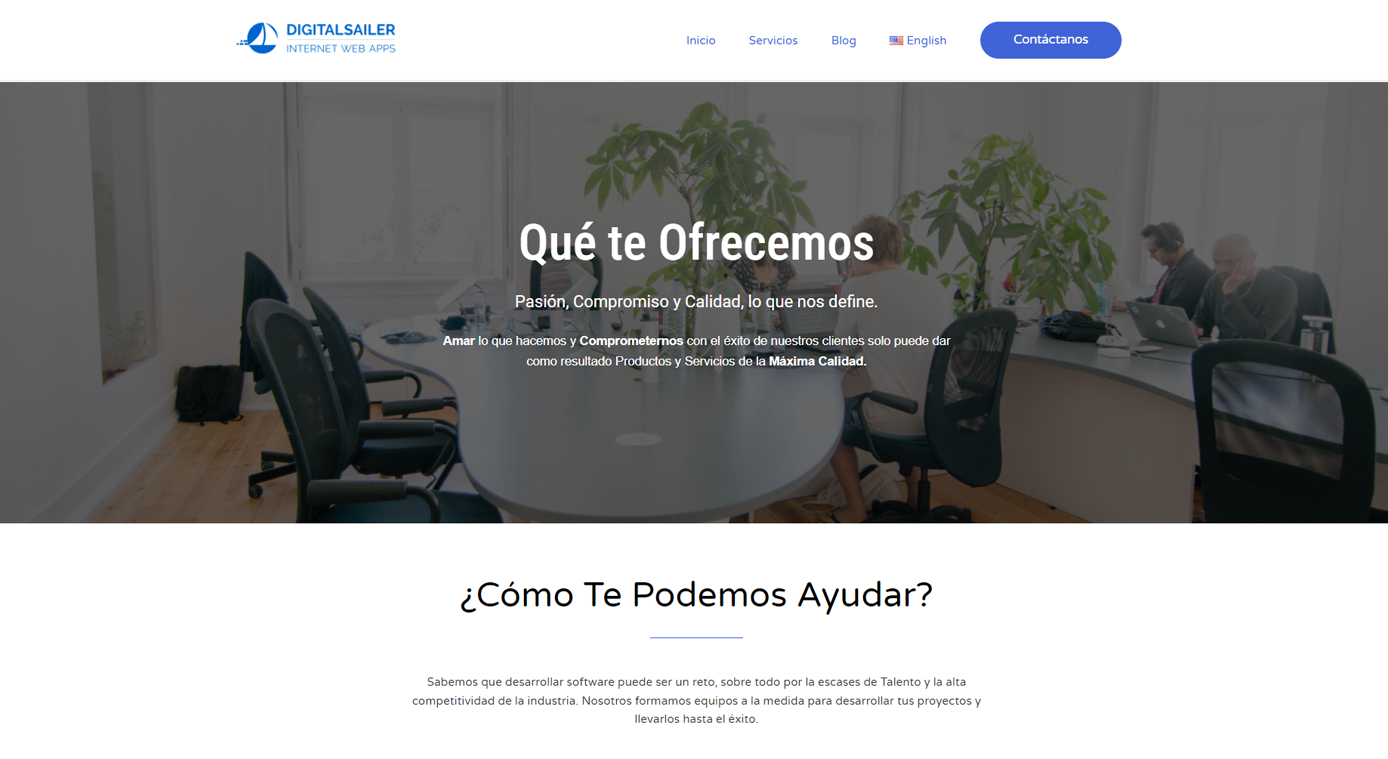 DIGITALSAILER
INTERNET WEB APPS
Inicio
Servicios
Blog
English
Contáctanos
Qué te Ofrecemos
Pasión, Compromiso y Calidad, lo que nos define.
Amar lo que hacemos y Comprometernos con el éxito de nuestros clientes solo puede dar
como resultado Productos y Servicios de la Máxima Calidad.
¿Cómo Te Podemos Ayudar?
Sabemos que desarrollar software puede ser un reto, sobre todo por la escases de Talento y la alta
competitividad de la industria. Nosotros formamos equipos a la medida para desarrollar tus proyectos y
llevarlos hasta el éxito.